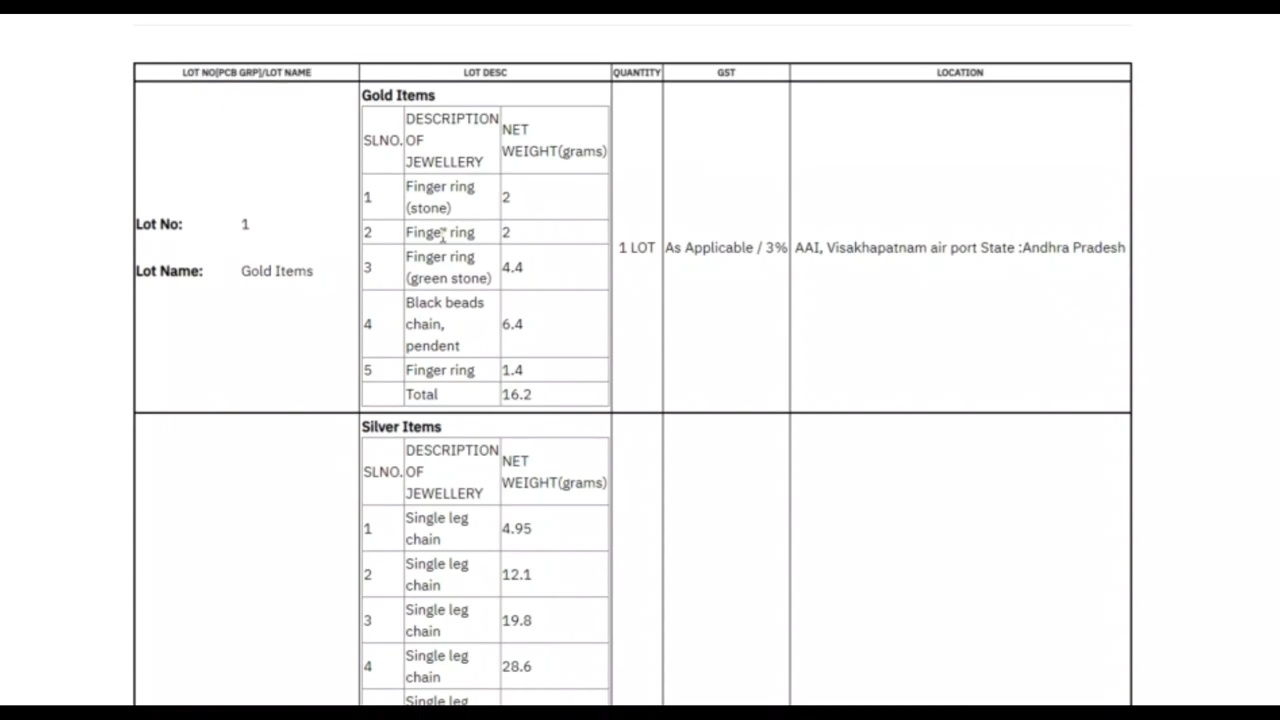 LOT NO[PCB GRP]/LOT NAME LOT DESC QUANTITY GST LOCATION
Lot No: 1
Lot Name: Gold Items
Gold Items
SLNO. DESCRIPTION OF JEWELLERY NET WEIGHT(grams)
1 Finger ring (stone) 2
2 Finger ring 2
3 Finger ring (green stone) 4.4
4 Black beads chain, pendent 6.4
5 Finger ring 1.4
Total 16.2
1 LOT
As Applicable / 3%
AAI, Visakhapatnam air port State :Andhra Pradesh
Silver Items
SLNO. DESCRIPTION OF JEWELLERY NET WEIGHT(grams)
1 Single leg chain 4.95
2 Single leg chain 12.1
3 Single leg chain 19.8
4 Single leg chain 28.6
Single leg